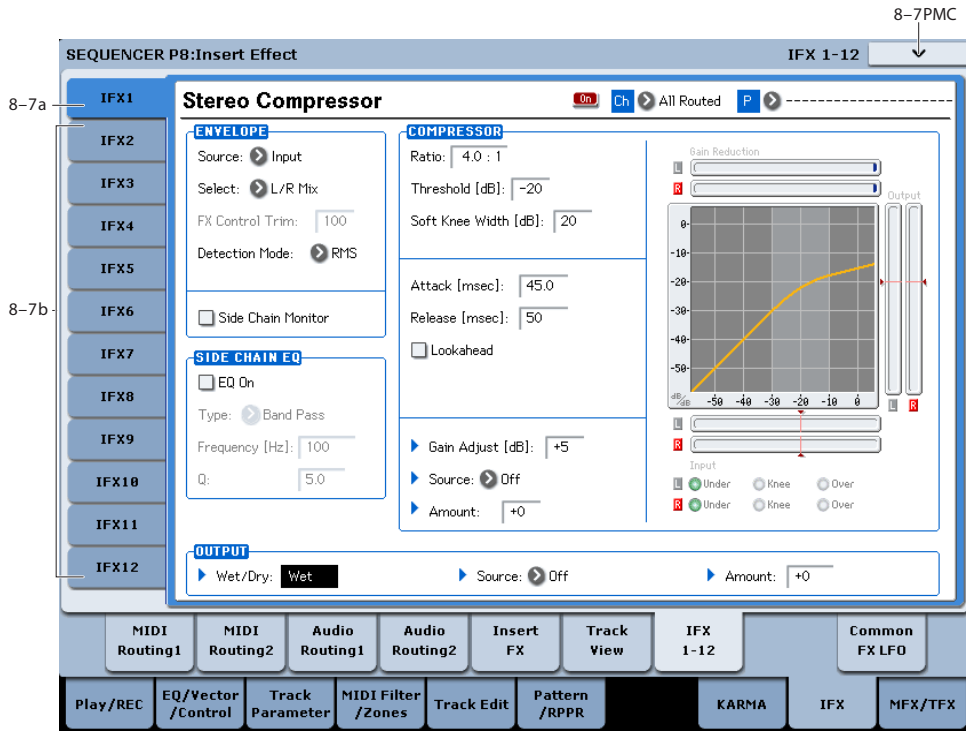 8-7PMC
SEQUENCER P8:Insert Effect
IFX 1-12
8-7a
8-7b
IFX1
IFX2
IFX3
IFX4
IFX5
IFX6
IFX7
IFX8
IFX9
IFX10
IFX11
IFX12
Stereo Compressor
On
Ch
All Routed
P
--------------------
ENVELOPE
Source: Input
Select: L/R Mix
FX Control Trim: 100
Detection Mode: RMS
Side Chain Monitor
SIDE CHAIN EQ
EQ On
Type: Band Pass
Frequency [Hz]: 100
Q: 5.0
COMPRESSOR
Ratio: 4.0 : 1
Threshold [dB]: -20
Soft Knee Width [dB]: 20
Attack [msec]: 45.0
Release [msec]: 50
Lookahead
Gain Adjust [dB]: +5
Source: Off
Amount: +0
Gain Reduction
L
R
Output
0-
-10-
-20-
-30-
-40-
-50-
dB/dB -50 -40 -30 -20 -10 0
L R
L
R
Input
L Under Knee Over
R Under Knee Over
OUTPUT
Wet/Dry: Wet
Source: Off
Amount: +0
MIDI Routing1
MIDI Routing2
Audio Routing1
Audio Routing2
Insert FX
Track View
IFX 1-12
Common FX LFO
Play/REC
EQ/Vector /Control
Track Parameter
MIDI Filter /Zones
Track Edit
Pattern /RPPR
KARMA
IFX
MFX/TFX